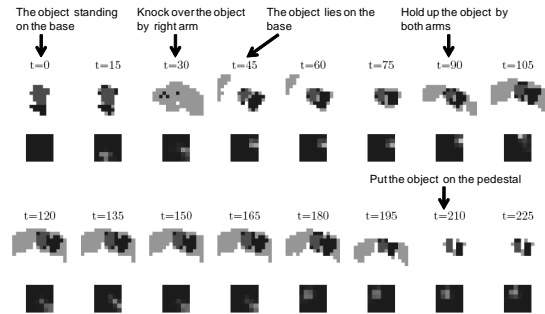 The object standing
on the base
Knock over the object
by right arm
The object lies on the
base
Hold up the object by
both arms
t=0 t=15 t=30 t=45 t=60 t=75 t=90 t=105
Put the object on the pedestal
t=120 t=135 t=150 t=165 t=180 t=195 t=210 t=225